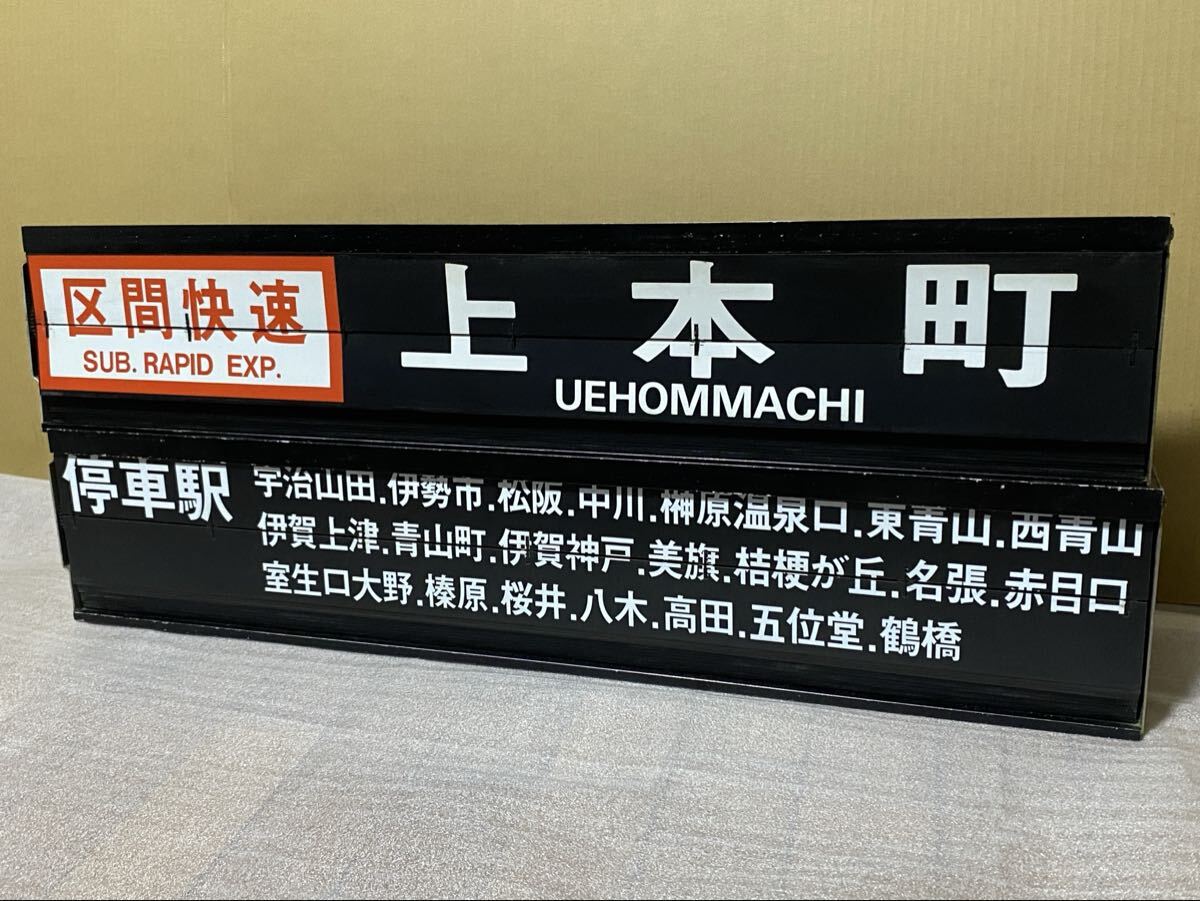 区間快速
SUB. RAPID EXP.
上本町
UEHOMMACHI
停車駅
宇治山田.伊勢市.松阪.中川.榊原温泉口.東青山.西青山
伊賀上津.青山町.伊賀神戸.美旗.桔梗が丘.名張.赤目口
室生口大野.榛原.桜井.八木.高田.五位堂.鶴橋